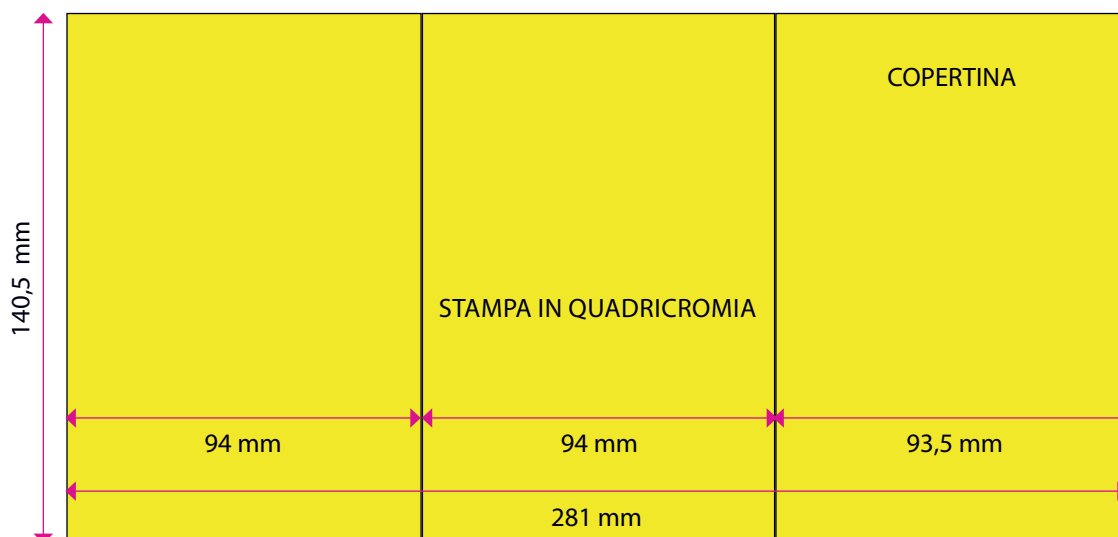 COPERTINA
140,5 mm
STAMPA IN QUADRICROMIA
94 mm
94 mm
93,5 mm
281 mm